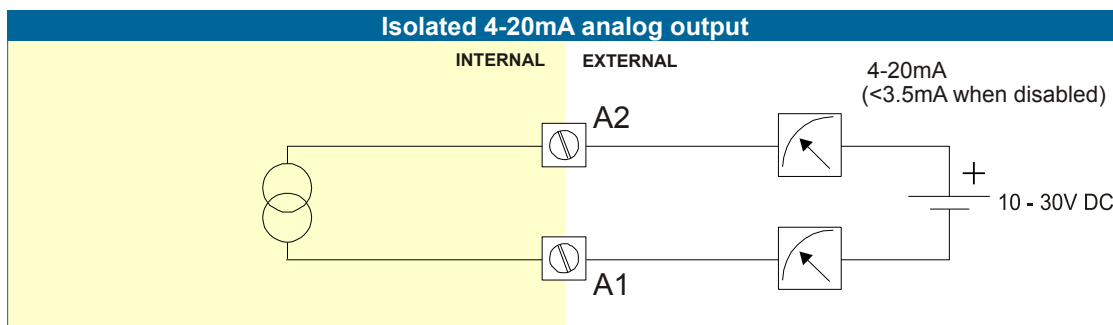 Isolated 4-20mA analog output
INTERNAL EXTERNAL
4-20mA
(<3.5mA when disabled)
A2
+
10 - 30V DC
A1